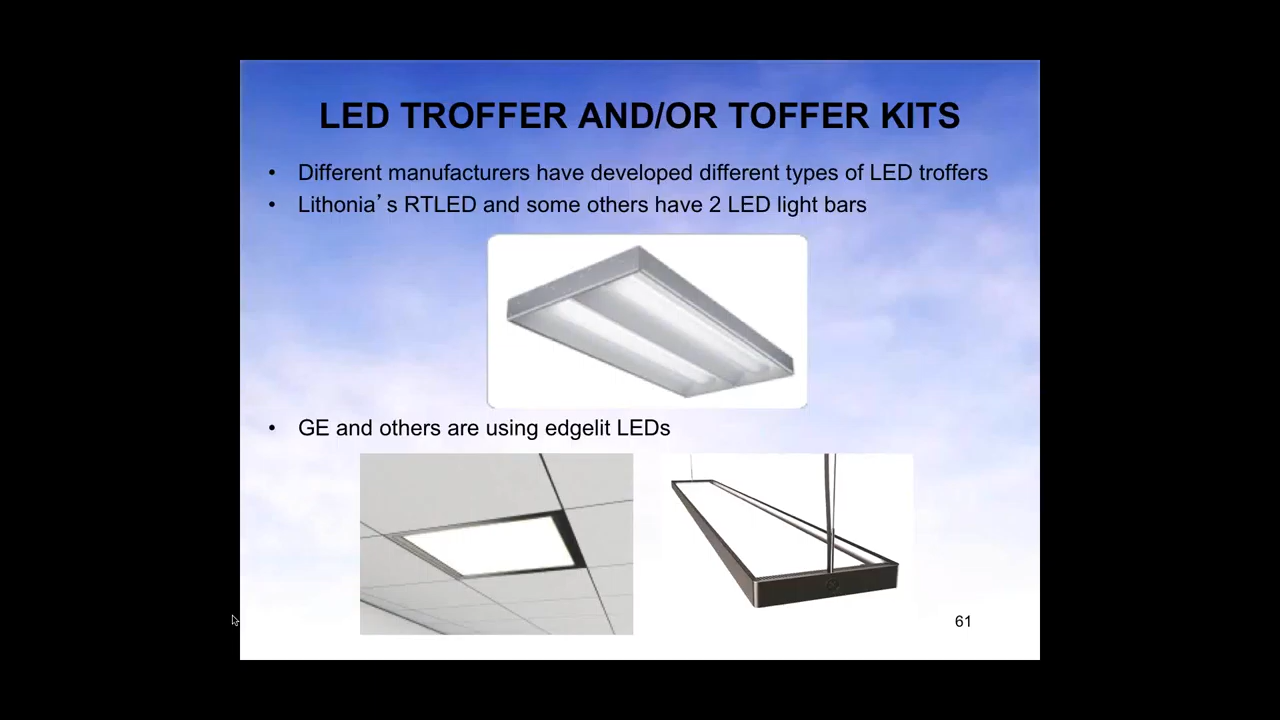 LED TROFFER AND/OR TOFFER KITS
• Different manufacturers have developed different types of LED troffers
• Lithonia’s RTLED and some others have 2 LED light bars
• GE and others are using edgelit LEDs
61